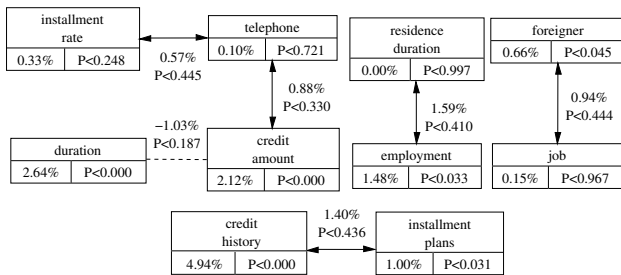 installment
rate
0.33% P<0.248
0.57%
P<0.445
telephone
0.10% P<0.721
residence
duration
0.00% P<0.997
foreigner
0.66% P<0.045
0.88%
P<0.330
1.59%
P<0.410
0.94%
P<0.444
duration
2.64% P<0.000
−1.03%
P<0.187
credit
amount
2.12% P<0.000
employment
1.48% P<0.033
job
0.15% P<0.967
credit
history
4.94% P<0.000
1.40%
P<0.436
installment
plans
1.00% P<0.031